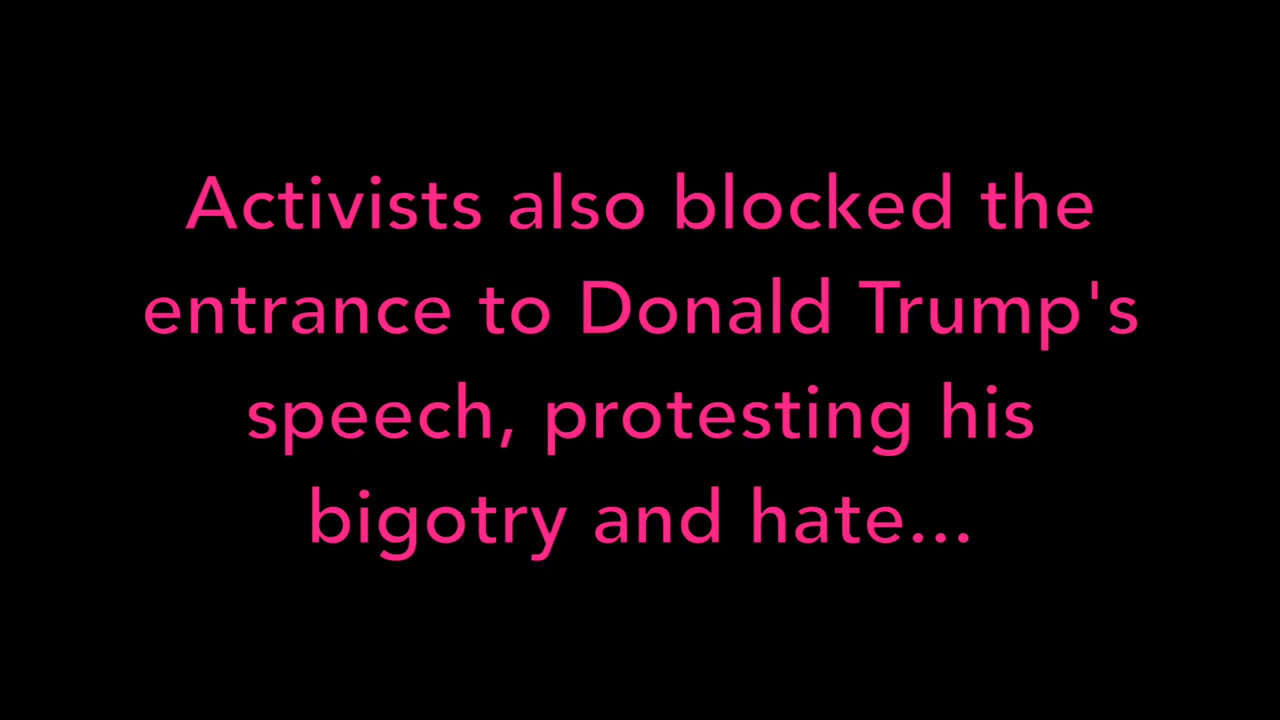 Activists also blocked the
entrance to Donald Trump's
speech, protesting his
bigotry and hate...